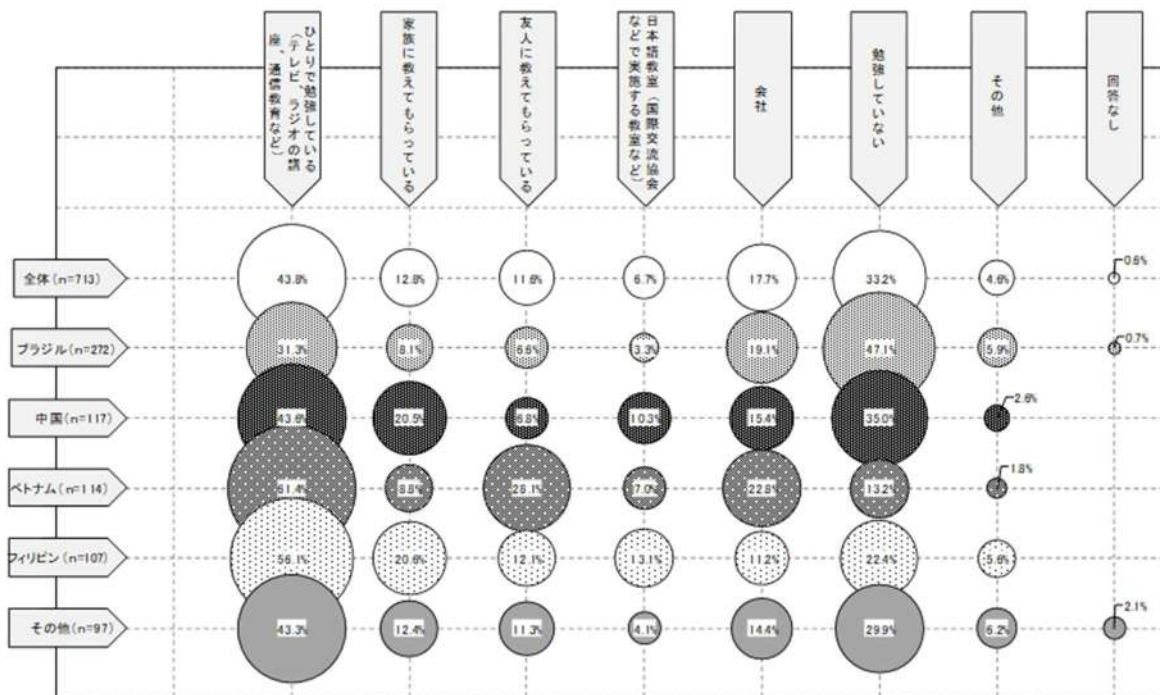 ひとりで勉強している
(テレビ、ラジオの講
座、通信教育など)
家族に教えてもらっている
友人に教えてもらっている
日本語教室(国際交流協会
などで実施する教室など)
会社
勉強していない
その他
回答なし
全体(n=713)
43.8%
12.8%
11.6%
6.7%
17.7%
33.2%
4.6%
0.6%
ブラジル(n=272)
31.3%
8.1%
6.6%
3.3%
19.1%
47.1%
5.9%
0.7%
中国(n=117)
43.6%
20.5%
6.8%
10.3%
15.4%
35.0%
2.6%
ベトナム(n=114)
61.4%
8.8%
28.1%
7.0%
22.8%
13.2%
1.8%
フィリピン(n=107)
56.1%
20.6%
12.1%
13.1%
11.2%
22.4%
5.6%
その他(n=97)
43.3%
12.4%
11.3%
4.1%
14.4%
29.9%
6.2%
2.1%